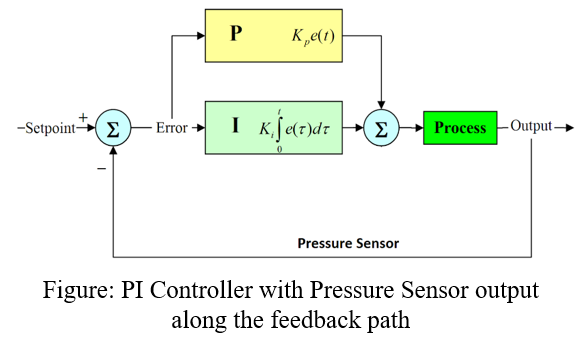 P K_p e(t)
+
Setpoint Σ Error I K_i ∫_0^t e(τ)dτ Σ Process Output
−
Pressure Sensor
Figure: PI Controller with Pressure Sensor output
along the feedback path